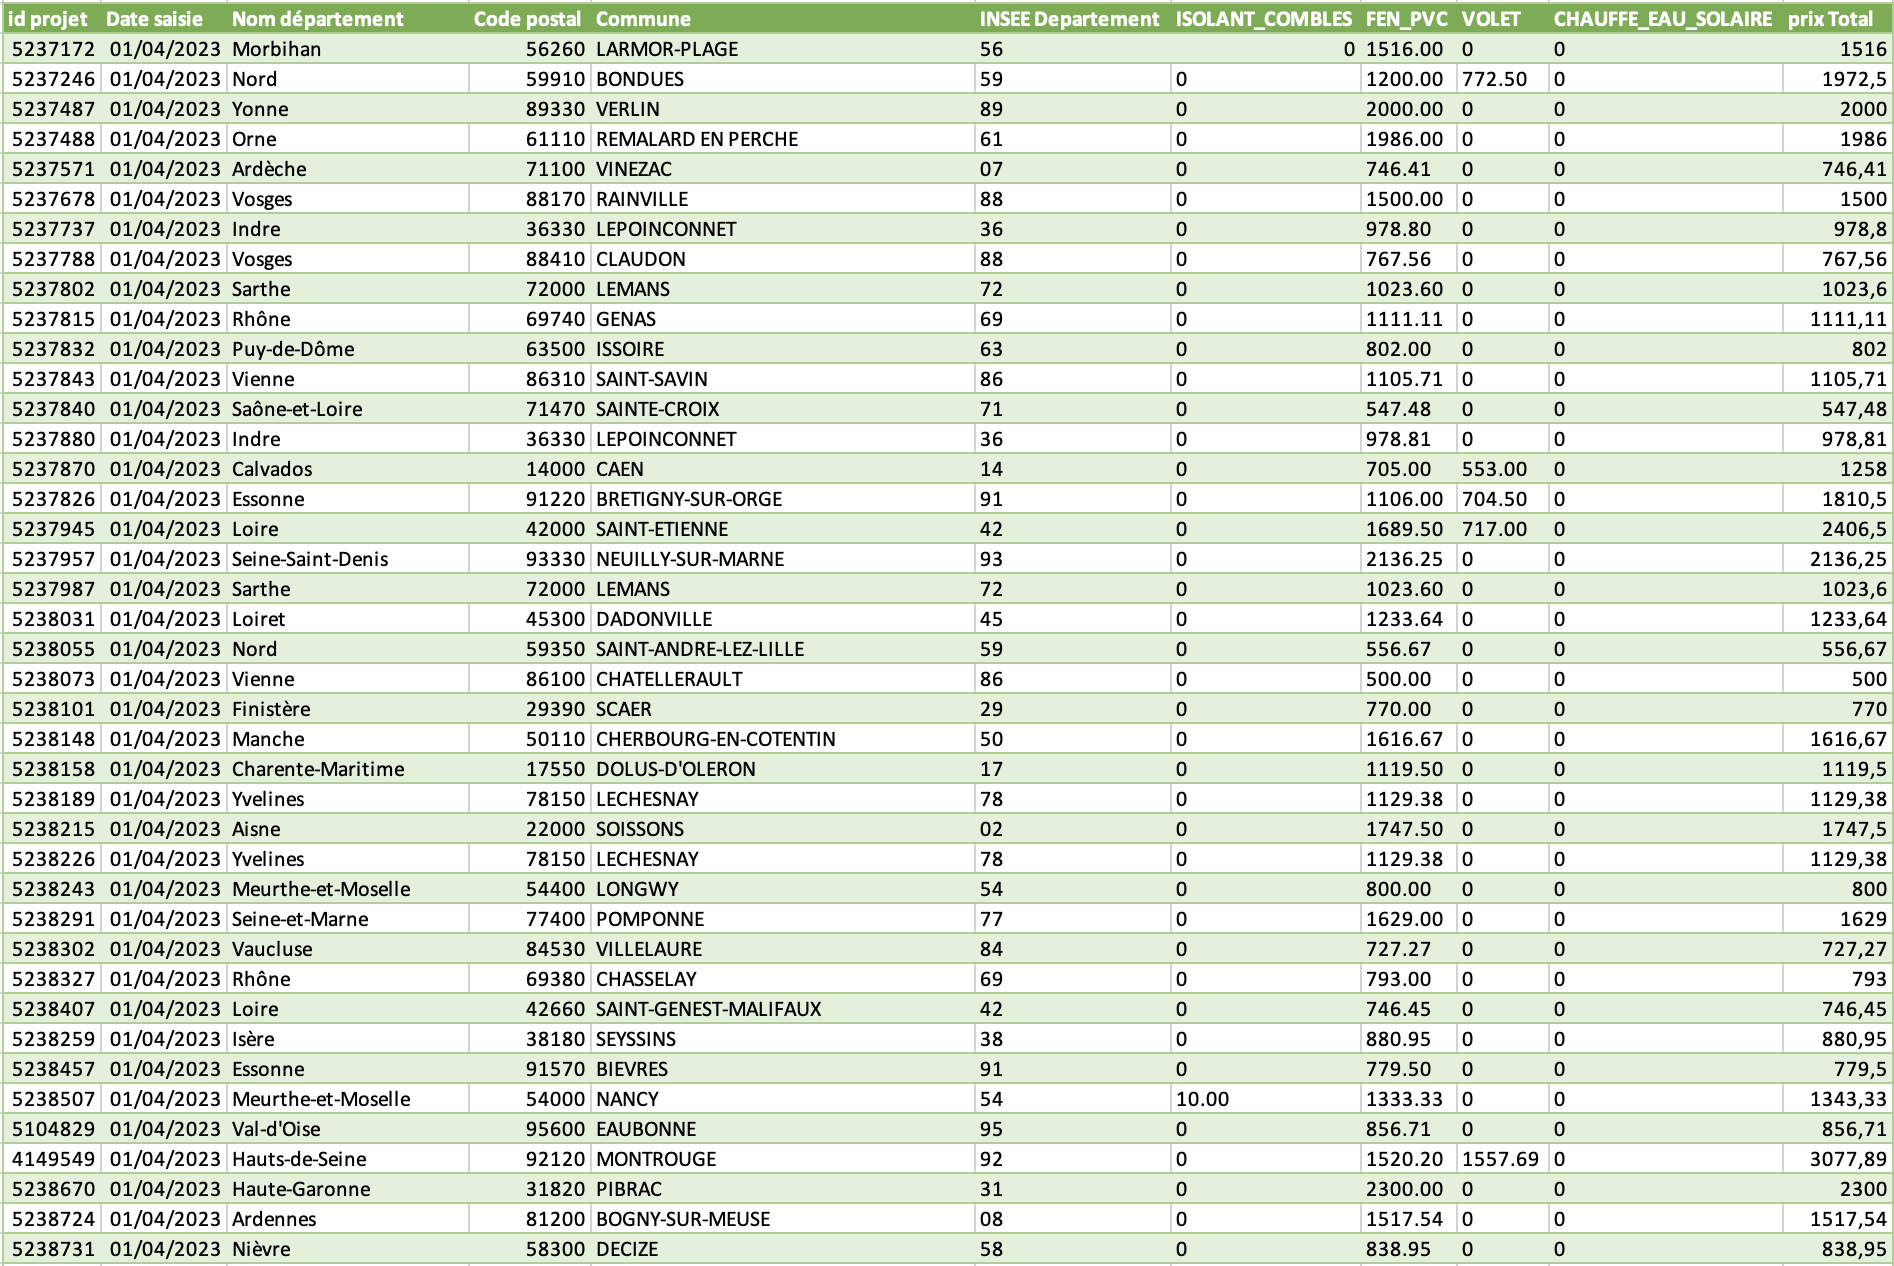 id projet Date saisie Nom département Code postal Commune INSEE Departement ISOLANT_COMBLES FEN_PVC VOLET CHAUFFE_EAU_SOLAIRE prix Total
5237172 01/04/2023 Morbihan 56260 LARMOR-PLAGE 56 0 1516.00 0 0 1516
5237246 01/04/2023 Nord 59910 BONDUES 59 0 1200.00 772.50 0 1972,5
5237487 01/04/2023 Yonne 89330 VERLIN 89 0 2000.00 0 0 2000
5237488 01/04/2023 Orne 61110 REMALARD EN PERCHE 61 0 1986.00 0 0 1986
5237571 01/04/2023 Ardèche 71100 VINEZAC 07 0 746.41 0 0 746,41
5237678 01/04/2023 Vosges 88170 RAINVILLE 88 0 1500.00 0 0 1500
5237737 01/04/2023 Indre 36330 LEPOINCONNET 36 0 978.80 0 0 978,8
5237788 01/04/2023 Vosges 88410 CLAUDON 88 0 767.56 0 0 767,56
5237802 01/04/2023 Sarthe 72000 LEMANS 72 0 1023.60 0 0 1023,6
5237815 01/04/2023 Rhône 69740 GENAS 69 0 1111.11 0 0 1111,11
5237832 01/04/2023 Puy-de-Dôme 63500 ISSOIRE 63 0 802.00 0 0 802
5237843 01/04/2023 Vienne 86310 SAINT-SAVIN 86 0 1105.71 0 0 1105,71
5237840 01/04/2023 Saône-et-Loire 71470 SAINTE-CROIX 71 0 547.48 0 0 547,48
5237880 01/04/2023 Indre 36330 LEPOINCONNET 36 0 978.81 0 0 978,81
5237870 01/04/2023 Calvados 14000 CAEN 14 0 705.00 553.00 0 1258
5237826 01/04/2023 Essonne 91220 BRETIGNY-SUR-ORGE 91 0 1106.00 704.50 0 1810,5
5237945 01/04/2023 Loire 42000 SAINT-ETIENNE 42 0 1689.50 717.00 0 2406,5
5237957 01/04/2023 Seine-Saint-Denis 93330 NEUILLY-SUR-MARNE 93 0 2136.25 0 0 2136,25
5237987 01/04/2023 Sarthe 72000 LEMANS 72 0 1023.60 0 0 1023,6
5238031 01/04/2023 Loiret 45300 DADONVILLE 45 0 1233.64 0 0 1233,64
5238055 01/04/2023 Nord 59350 SAINT-ANDRE-LEZ-LILLE 59 0 556.67 0 0 556,67
5238073 01/04/2023 Vienne 86100 CHATELLERAULT 86 0 500.00 0 0 500
5238101 01/04/2023 Finistère 29390 SCAER 29 0 770.00 0 0 770
5238148 01/04/2023 Manche 50110 CHERBOURG-EN-COTENTIN 50 0 1616.67 0 0 1616,67
5238158 01/04/2023 Charente-Maritime 17550 DOLUS-D'OLERON 17 0 1119.50 0 0 1119,5
5238189 01/04/2023 Yvelines 78150 LECHESNAY 78 0 1129.38 0 0 1129,38
5238215 01/04/2023 Aisne 22000 SOISSONS 02 0 1747.50 0 0 1747,5
5238226 01/04/2023 Yvelines 78150 LECHESNAY 78 0 1129.38 0 0 1129,38
5238243 01/04/2023 Meurthe-et-Moselle 54400 LONGWY 54 0 800.00 0 0 800
5238291 01/04/2023 Seine-et-Marne 77400 POMPONNE 77 0 1629.00 0 0 1629
5238302 01/04/2023 Vaucluse 84530 VILLELAURE 84 0 727.27 0 0 727,27
5238327 01/04/2023 Rhône 69380 CHASSELAY 69 0 793.00 0 0 793
5238407 01/04/2023 Loire 42660 SAINT-GENEST-MALIFAUX 42 0 746.45 0 0 746,45
5238259 01/04/2023 Isère 38180 SEYSSINS 38 0 880.95 0 0 880,95
5238457 01/04/2023 Essonne 91570 BIEVRES 91 0 779.50 0 0 779,5
5238507 01/04/2023 Meurthe-et-Moselle 54000 NANCY 54 10.00 1333.33 0 0 1343,33
5104829 01/04/2023 Val-d'Oise 95600 EAUBONNE 95 0 856.71 0 0 856,71
4149549 01/04/2023 Hauts-de-Seine 92120 MONTROUGE 92 0 1520.20 1557.69 0 3077,89
5238670 01/04/2023 Haute-Garonne 31820 PIBRAC 31 0 2300.00 0 0 2300
5238724 01/04/2023 Ardennes 81200 BOGNY-SUR-MEUSE 08 0 1517.54 0 0 1517,54
5238731 01/04/2023 Nièvre 58300 DECIZE 58 0 838.95 0 0 838,95